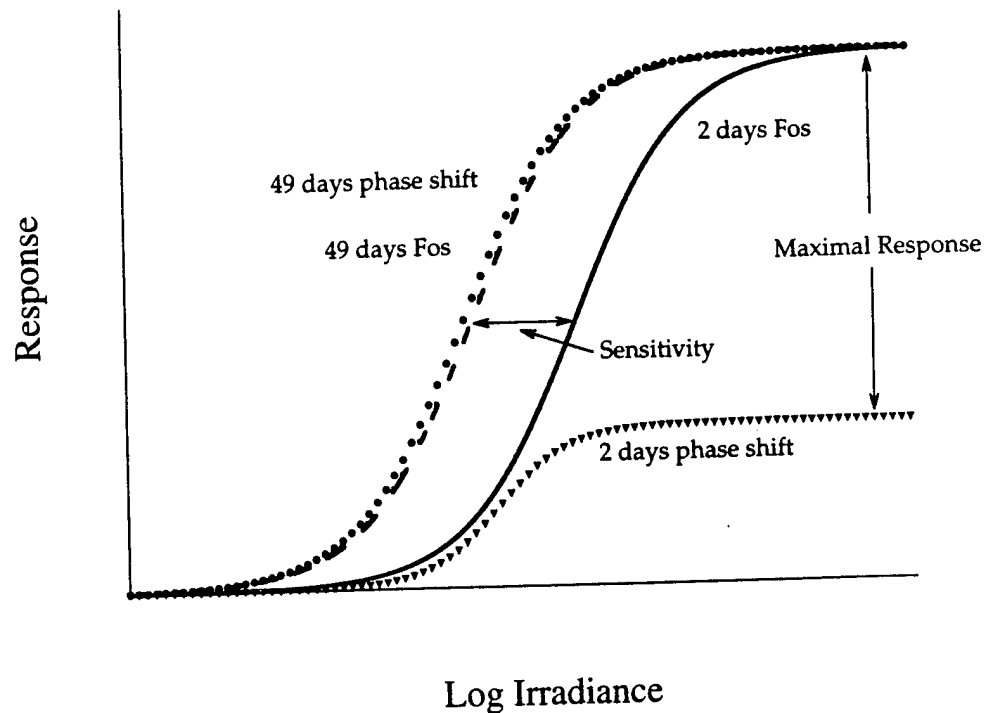 2 days Fos
49 days phase shift
49 days Fos
Maximal Response
Sensitivity
2 days phase shift
Response
Log Irradiance